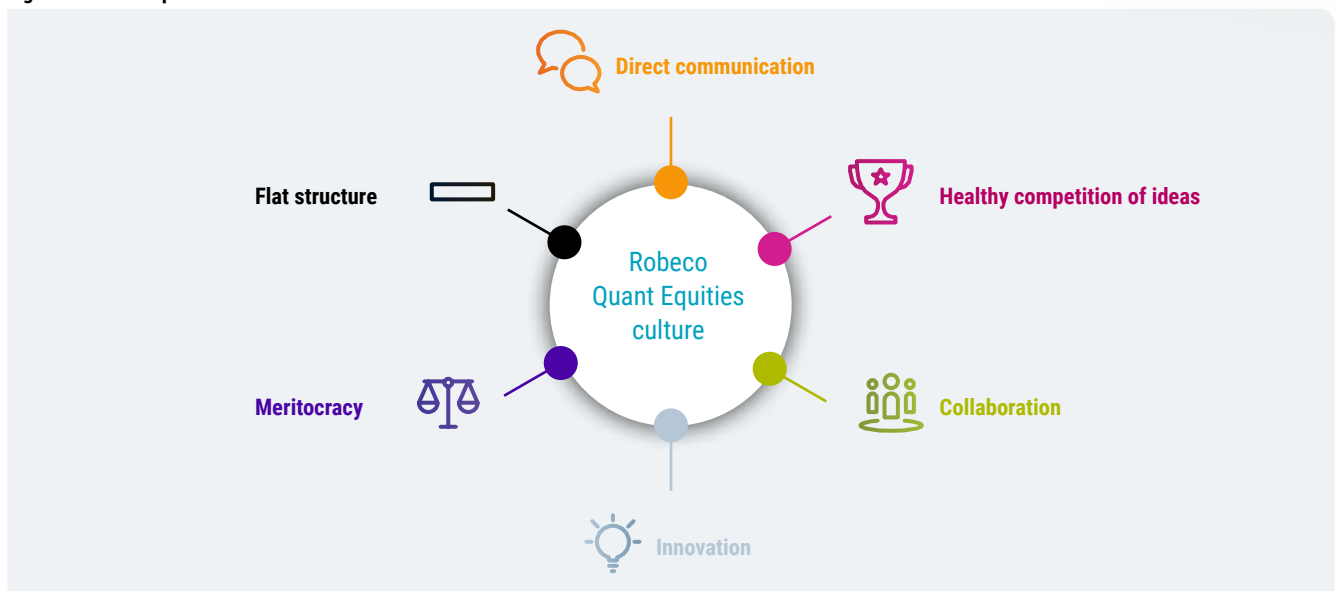 Direct communication
Flat structure
Healthy competition of ideas
Robeco
Quant Equities
culture
Meritocracy
Collaboration
Innovation